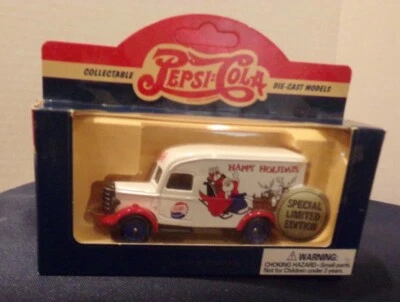 COLLECTABLE
PEPSI-COLA
DIE-CAST MODELS
HAPPY HOLIDAYS
SPECIAL
LIMITED
EDITION
WARNING:
CHOKING HAZARD-Small parts.
Not for Children under 3 years.